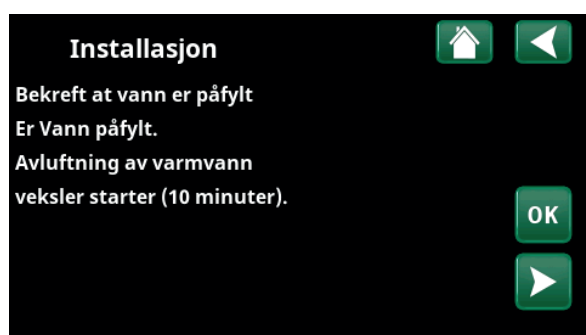 Installasjon
Bekreft at vann er påfylt
Er Vann påfylt.
Avluftning av varmvann
veksler starter (10 minuter).
OK